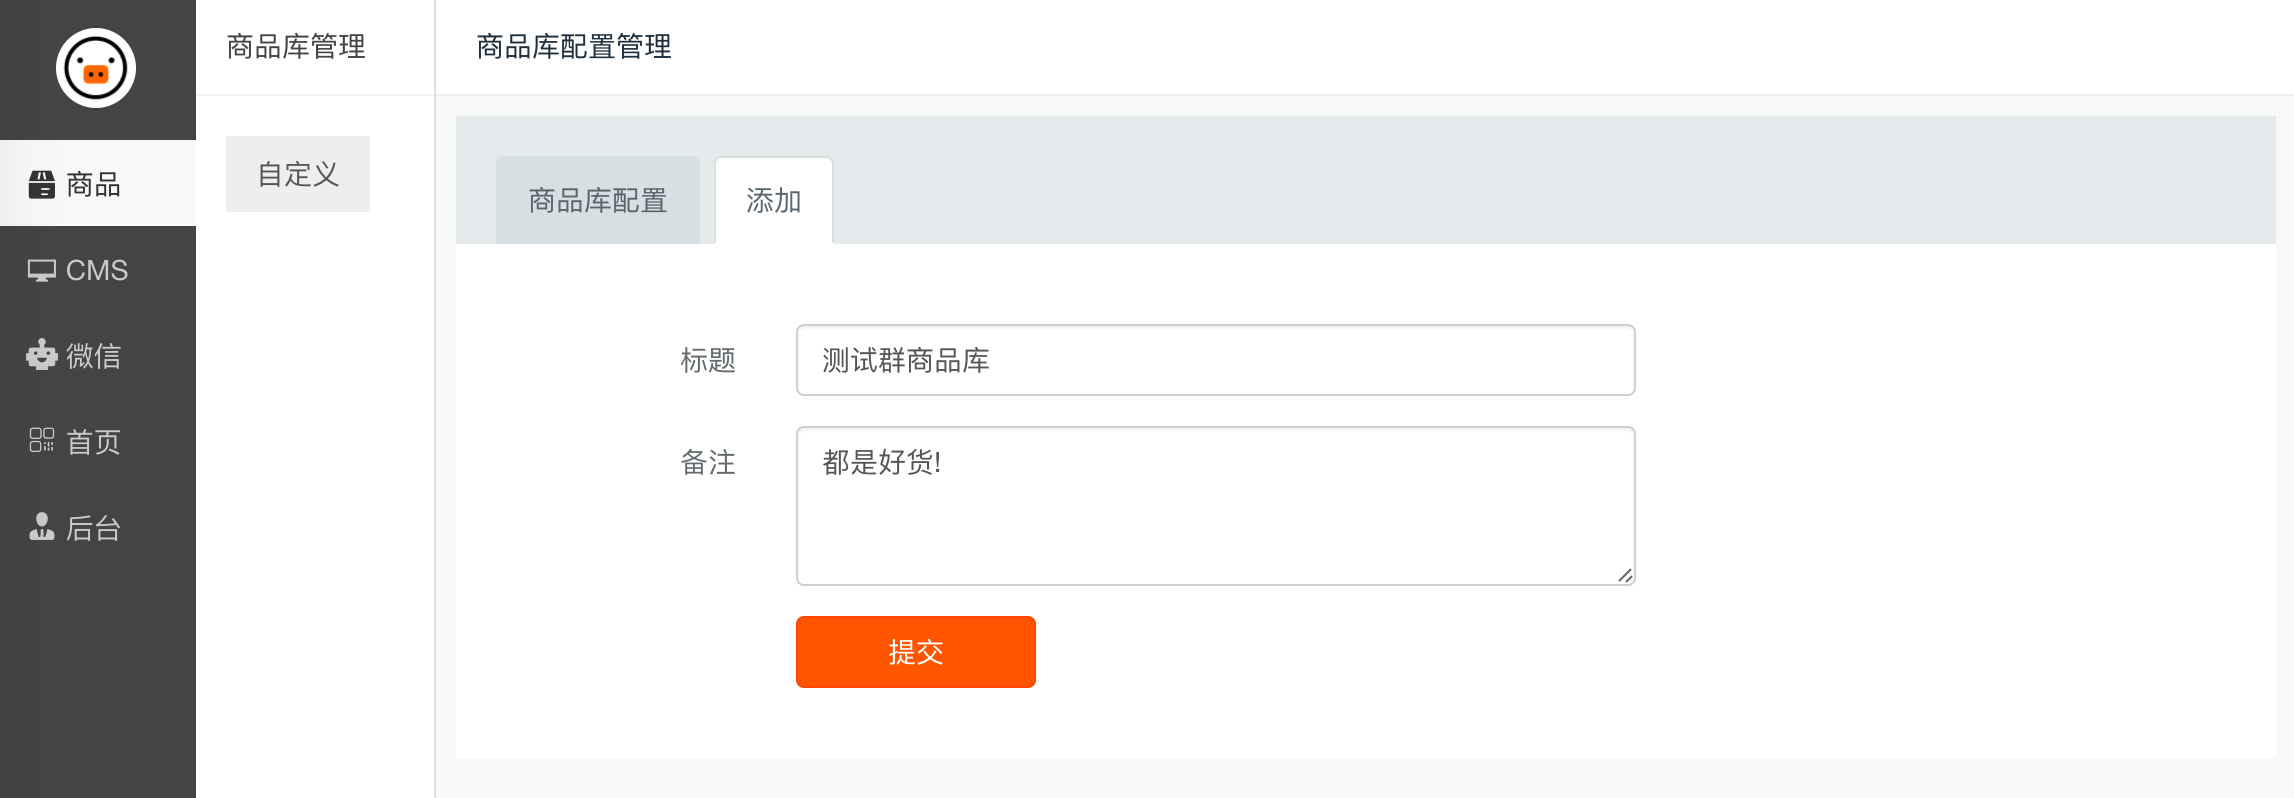 商品库管理
商品库配置管理
商品
CMS
微信
首页
后台
自定义
商品库配置
添加
标题
测试群商品库
备注
都是好货!
提交